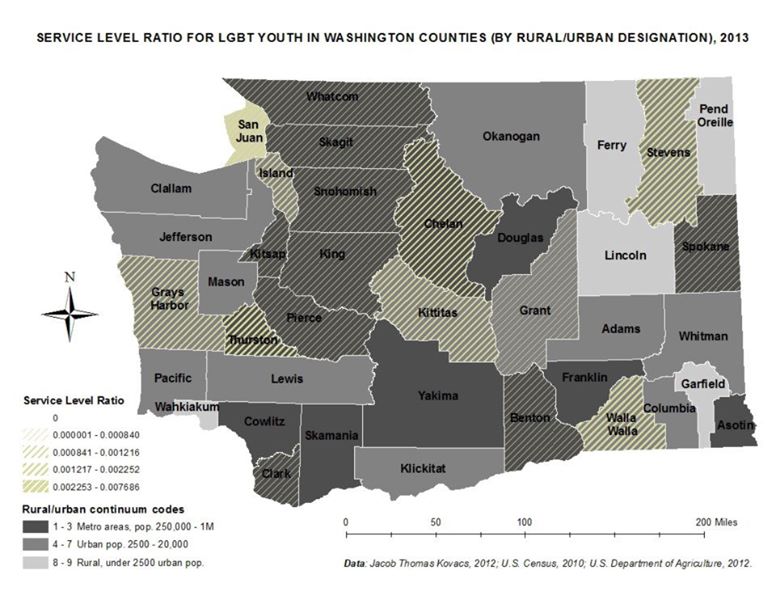 SERVICE LEVEL RATIO FOR LGBT YOUTH IN WASHINGTON COUNTIES (BY RURAL/URBAN DESIGNATION), 2013
Whatcom
San
Juan
Skagit
Okanogan
Ferry
Stevens
Pend
Oreille
Island
Clallam
Snohomish
Chelan
Jefferson
Kitsap
King
Douglas
Lincoln
Spokane
N
Mason
Grays
Harbor
Pierce
Kittitas
Grant
Thurston
Adams
Whitman
Pacific
Lewis
Yakima
Franklin
Garfield
Wahkiakum
Cowlitz
Skamania
Benton
Walla
Walla
Columbia
Asotin
Clark
Klickitat
Service Level Ratio
0
0.000001 - 0.000840
0.000841 - 0.001216
0.001217 - 0.002252
0.002253 - 0.007686
Rural/urban continuum codes
1 - 3 Metro areas, pop. 250,000 - 1M
4 - 7 Urban pop. 2500 - 20,000
8 - 9 Rural, under 2500 urban pop.
0 50 100 200 Miles
Data: Jacob Thomas Kovacs, 2012; U.S. Census, 2010; U.S. Department of Agriculture, 2012.